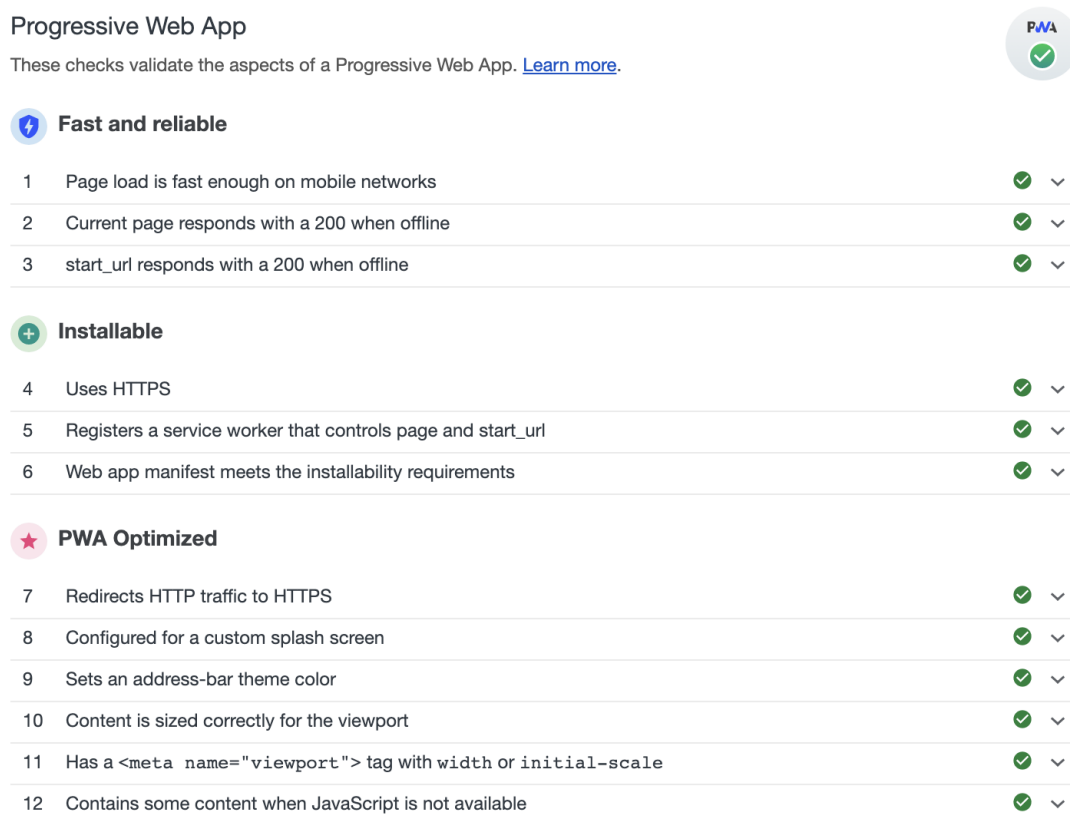 Progressive Web App
PWA
These checks validate the aspects of a Progressive Web App. Learn more.
Fast and reliable
1 Page load is fast enough on mobile networks
2 Current page responds with a 200 when offline
3 start_url responds with a 200 when offline
Installable
4 Uses HTTPS
5 Registers a service worker that controls page and start_url
6 Web app manifest meets the installability requirements
PWA Optimized
7 Redirects HTTP traffic to HTTPS
8 Configured for a custom splash screen
9 Sets an address-bar theme color
10 Content is sized correctly for the viewport
11 Has a <meta name="viewport"> tag with width or initial-scale
12 Contains some content when JavaScript is not available